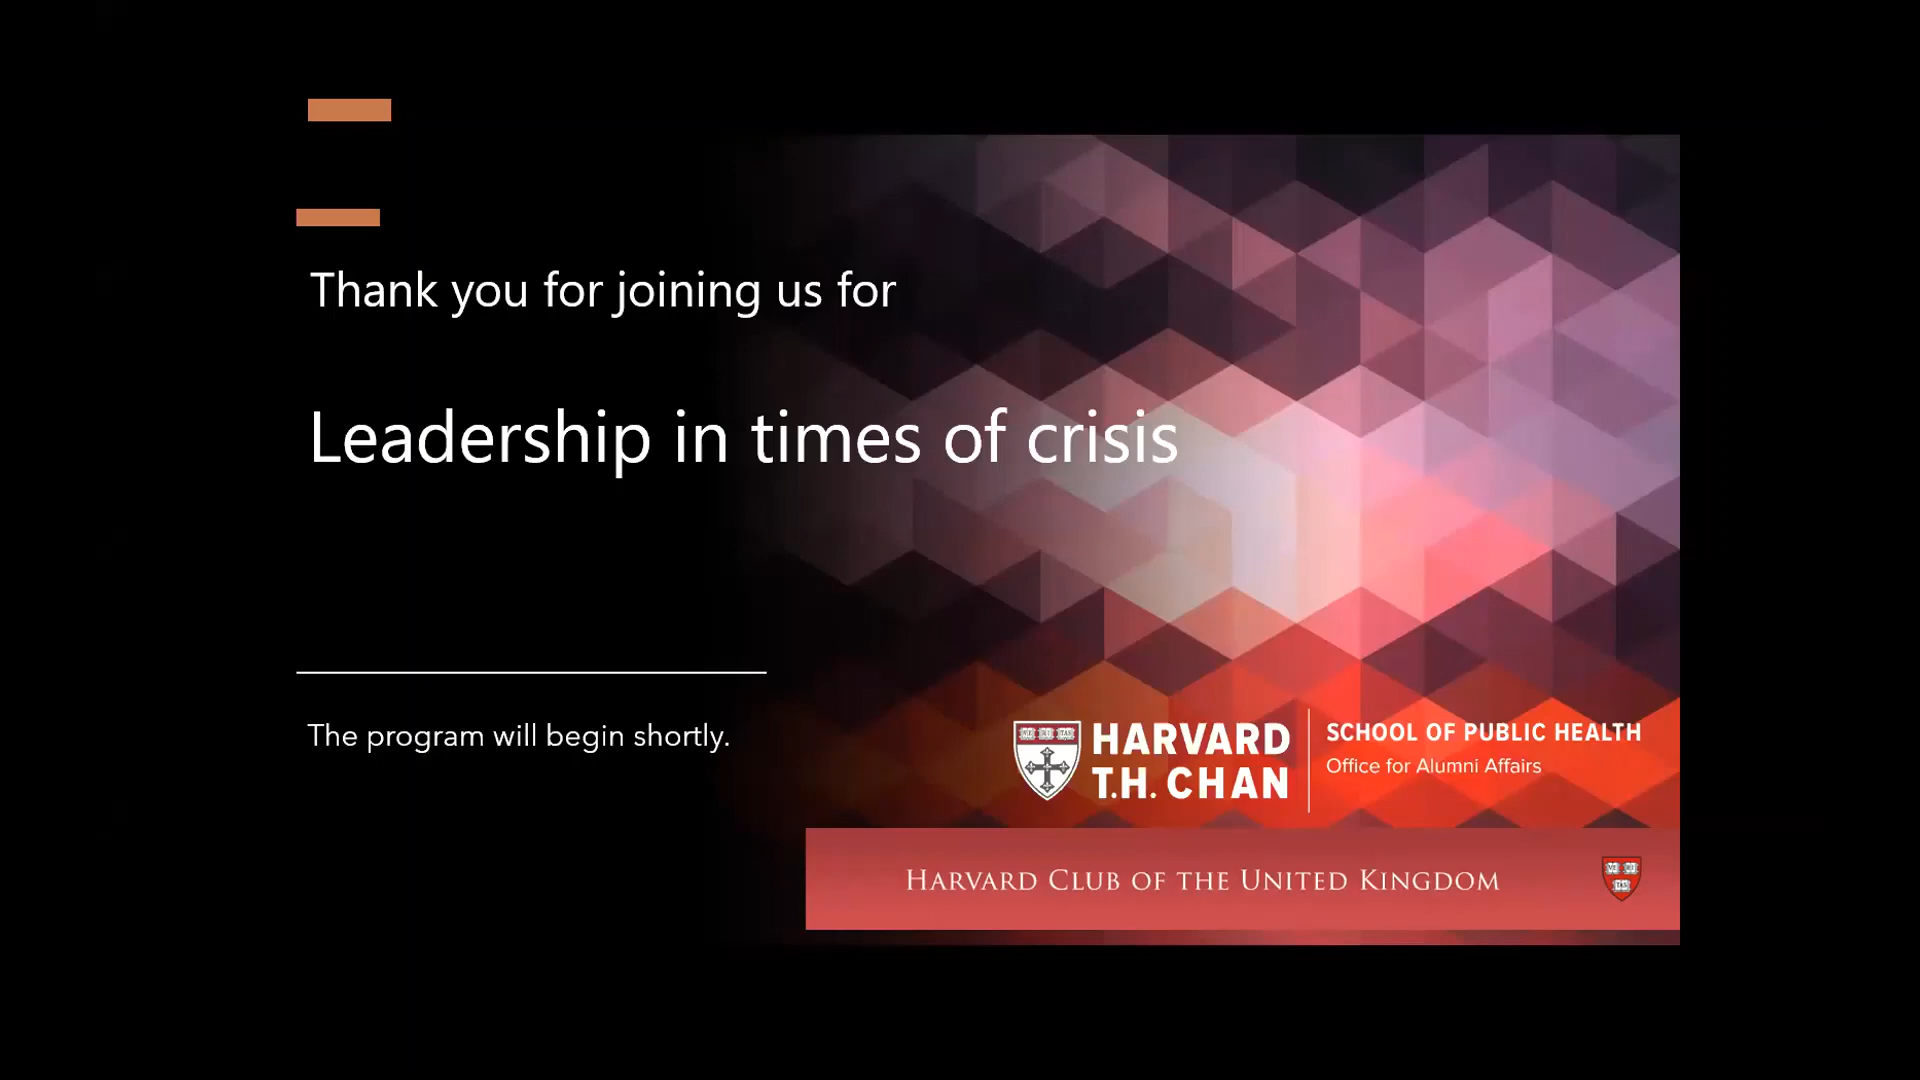 Thank you for joining us for
Leadership in times of crisis
The program will begin shortly.
HARVARD
T.H. CHAN
SCHOOL OF PUBLIC HEALTH
Office for Alumni Affairs
HARVARD CLUB OF THE UNITED KINGDOM